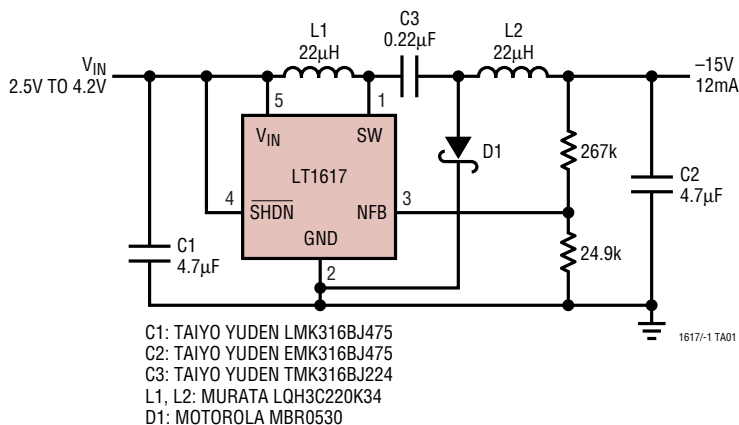 L1
22µH
C3
0.22µF
L2
22µH
VIN
2.5V TO 4.2V
–15V
12mA
5
1
VIN
SW
D1
267k
LT1617
C2
4.7µF
4
SHDN
NFB
3
GND
C1
4.7µF
2
24.9k
C1: TAIYO YUDEN LMK316BJ475
C2: TAIYO YUDEN EMK316BJ475
C3: TAIYO YUDEN TMK316BJ224
L1, L2: MURATA LQH3C220K34
D1: MOTOROLA MBR0530
1617/-1 TA01